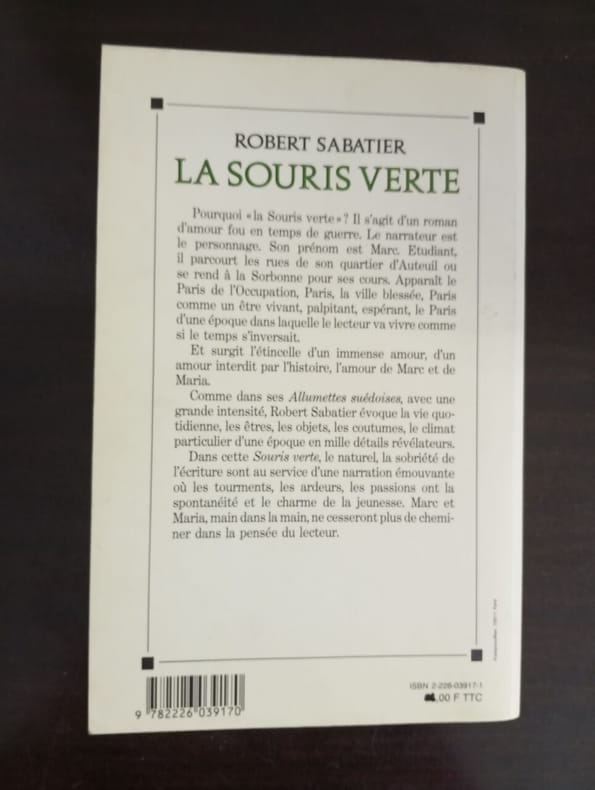 ROBERT SABATIER
LA SOURIS VERTE
Pourquoi «la Souris verte»? Il s'agit d'un roman
d'amour fou en temps de guerre. Le narrateur est
le personnage. Son prénom est Marc. Etudiant,
il parcourt les rues de son quartier d'Auteuil ou
se rend à la Sorbonne pour ses cours. Apparaît le
Paris de l'Occupation, Paris, la ville blessée, Paris
comme un être vivant, palpitant, espérant, le Paris
d'une époque dans laquelle le lecteur va vivre comme
si le temps s'inversait.
Et surgit l'étincelle d'un immense amour, d'un
amour interdit par l'histoire, l'amour de Marc et de
Maria.
Comme dans ses Allumettes suédoises, avec une
grande intensité, Robert Sabatier évoque la vie quo-
tidienne, les êtres, les objets, les coutumes, le climat
particulier d'une époque en mille détails révélateurs.
Dans cette Souris verte, le naturel, la sobriété de
l'écriture sont au service d'une narration émouvante
où les tourments, les ardeurs, les passions ont la
spontanéité et le charme de la jeunesse. Marc et
Maria, main dans la main, ne cesseront plus de chemi-
ner dans la pensée du lecteur.
ISBN 2-226-03917-1
,00 F TTC
9 782226 039170